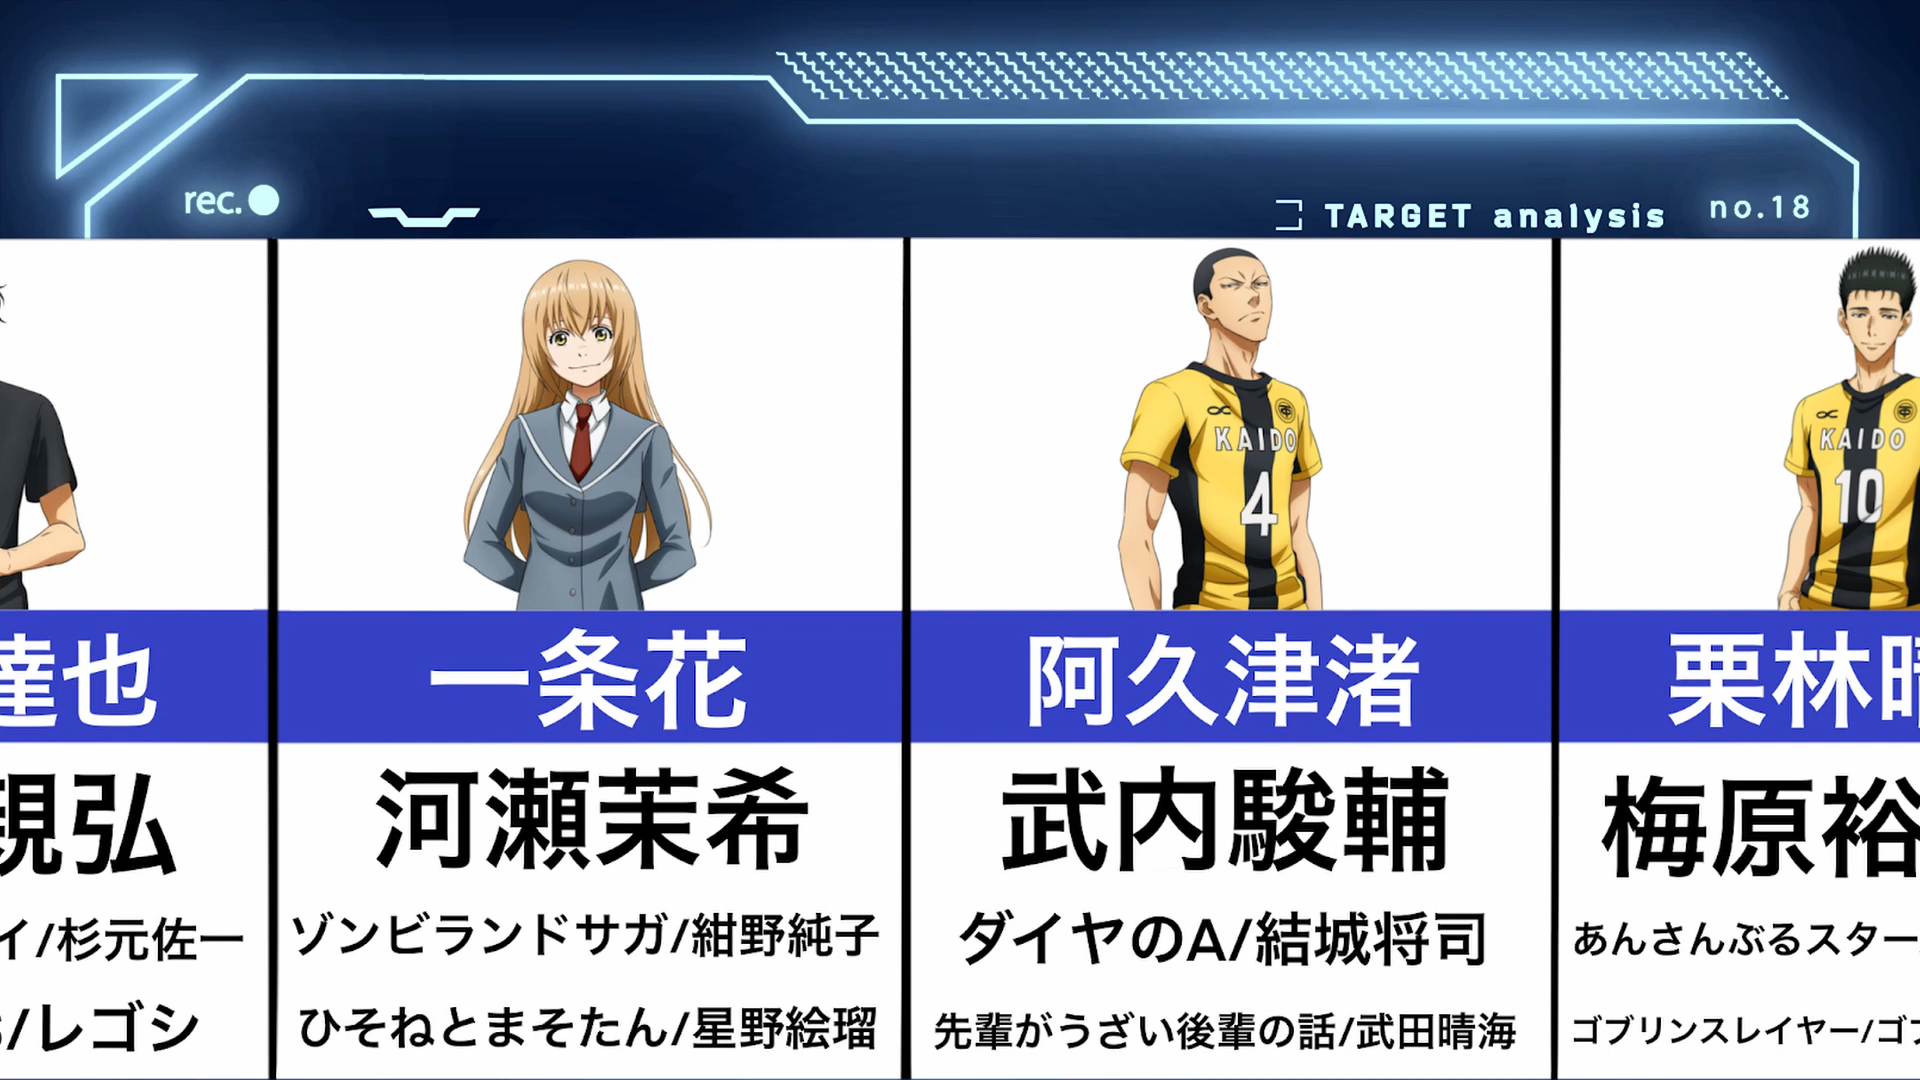 rec.
TARGET analysis
no.18
KAIDO
4
KAIDO
10
達也
一条花
阿久津渚
栗林晴
親弘
河瀬茉希
武内駿輔
梅原裕
イ/杉元佐一
ゾンビランドサガ/紺野純子
ダイヤのA/結城将司
あんさんぶるスター
/レゴシ
ひそねとまそたん/星野絵瑠
先輩がうざい後輩の話/武田晴海
ゴブリンスレイヤー/ゴブ